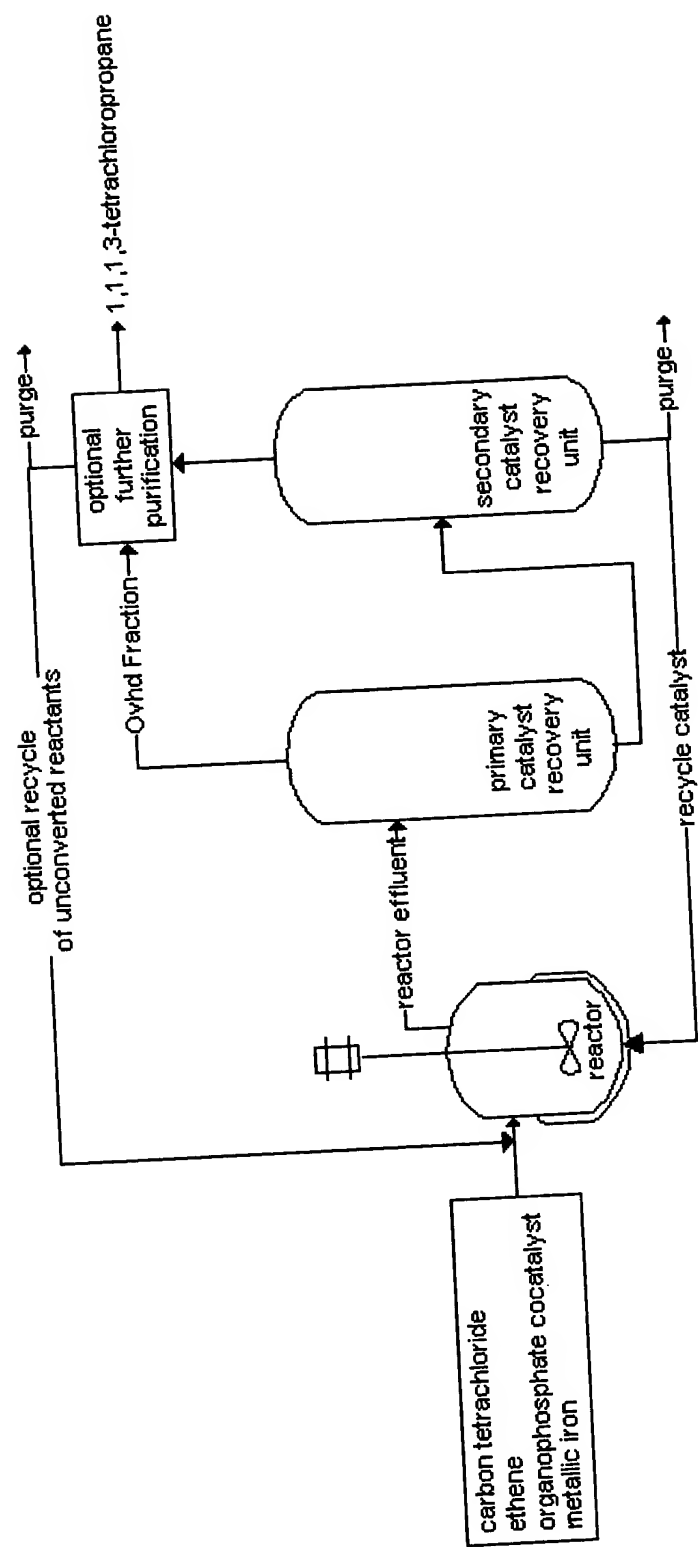 optional recycle
of unconverted reactants
purge
optional
further
purification
1,1,1,3-tetrachloropropane
Ovhd Fraction
reactor effluent
primary
catalyst
recovery
unit
secondary
catalyst
recovery
unit
reactor
carbon tetrachloride
ethene
organophosphate cocatalyst
metallic iron
recycle catalyst
purge